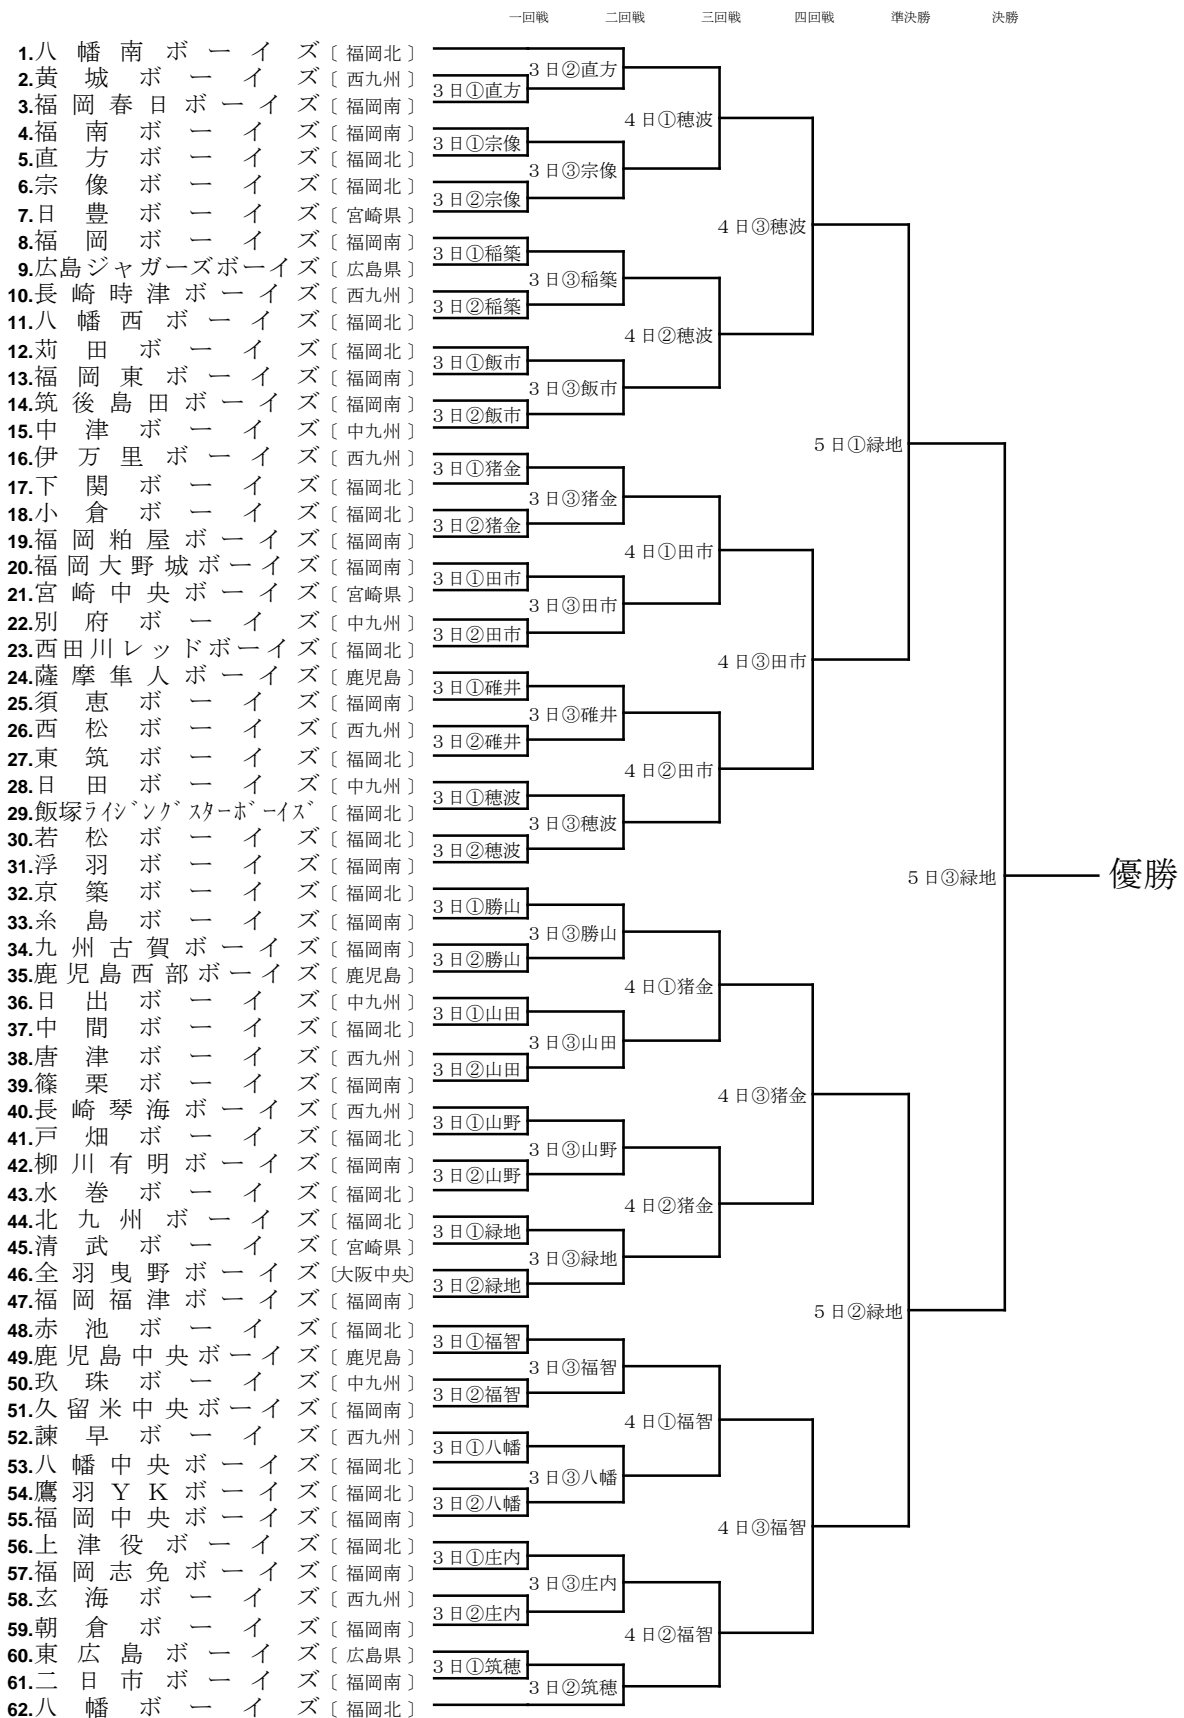 一回戦 二回戦 三回戦 四回戦 準決勝 決勝
1.八幡南ボーイズ〔福岡北〕
3日②直方
2.黄城ボーイズ〔西九州〕
3日①直方
3.福岡春日ボーイズ〔福岡南〕
4日①穂波
4.福南ボーイズ〔福岡南〕
3日①宗像
5.直方ボーイズ〔福岡北〕
3日③宗像
6.宗像ボーイズ〔福岡北〕
3日②宗像
7.日豊ボーイズ〔宮崎県〕
4日③穂波
8.福岡ボーイズ〔福岡南〕
3日①稲築
9.広島ジャガーズボーイズ〔広島県〕
3日③稲築
10.長崎時津ボーイズ〔西九州〕
3日②稲築
11.八幡西ボーイズ〔福岡北〕
4日②穂波
12.苅田ボーイズ〔福岡北〕
3日①飯市
13.福岡東ボーイズ〔福岡南〕
3日③飯市
14.筑後島田ボーイズ〔福岡南〕
3日②飯市
15.中津ボーイズ〔中九州〕
5日①緑地
16.伊万里ボーイズ〔西九州〕
3日①猪金
17.下関ボーイズ〔福岡北〕
3日③猪金
18.小倉ボーイズ〔福岡北〕
3日②猪金
19.福岡粕屋ボーイズ〔福岡南〕
4日①田市
20.福岡大野城ボーイズ〔福岡南〕
3日①田市
21.宮崎中央ボーイズ〔宮崎県〕
3日③田市
22.別府ボーイズ〔中九州〕
3日②田市
23.西田川レッドボーイズ〔福岡北〕
4日③田市
24.薩摩隼人ボーイズ〔鹿児島〕
3日①碓井
25.須恵ボーイズ〔福岡南〕
3日③碓井
26.西松ボーイズ〔西九州〕
3日②碓井
27.東筑ボーイズ〔福岡北〕
4日②田市
28.日田ボーイズ〔中九州〕
3日①穂波
29.飯塚ﾗｲｼﾞﾝｸﾞｽﾀｰﾎﾞｰｲｽﾞ〔福岡北〕
3日③穂波
30.若松ボーイズ〔福岡北〕
3日②穂波
31.浮羽ボーイズ〔福岡南〕
5日③緑地
優勝
32.京築ボーイズ〔福岡北〕
3日①勝山
33.糸島ボーイズ〔福岡南〕
3日③勝山
34.九州古賀ボーイズ〔福岡南〕
3日②勝山
35.鹿児島西部ボーイズ〔鹿児島〕
4日①猪金
36.日出ボーイズ〔中九州〕
3日①山田
37.中間ボーイズ〔福岡北〕
3日③山田
38.唐津ボーイズ〔西九州〕
3日②山田
39.篠栗ボーイズ〔福岡南〕
4日③猪金
40.長崎琴海ボーイズ〔西九州〕
3日①山野
41.戸畑ボーイズ〔福岡北〕
3日③山野
42.柳川有明ボーイズ〔福岡南〕
3日②山野
43.水巻ボーイズ〔福岡北〕
4日②猪金
44.北九州ボーイズ〔福岡北〕
3日①緑地
45.清武ボーイズ〔宮崎県〕
3日③緑地
46.全羽曳野ボーイズ〔大阪中央〕
3日②緑地
47.福岡福津ボーイズ〔福岡南〕
5日②緑地
48.赤池ボーイズ〔福岡北〕
3日①福智
49.鹿児島中央ボーイズ〔鹿児島〕
3日③福智
50.玖珠ボーイズ〔中九州〕
3日②福智
51.久留米中央ボーイズ〔福岡南〕
4日①福智
52.諫早ボーイズ〔西九州〕
3日①八幡
53.八幡中央ボーイズ〔福岡北〕
3日③八幡
54.鷹羽ＹＫボーイズ〔福岡北〕
3日②八幡
55.福岡中央ボーイズ〔福岡南〕
4日③福智
56.上津役ボーイズ〔福岡北〕
3日①庄内
57.福岡志免ボーイズ〔福岡南〕
3日③庄内
58.玄海ボーイズ〔西九州〕
3日②庄内
59.朝倉ボーイズ〔福岡南〕
4日②福智
60.東広島ボーイズ〔広島県〕
3日①筑穂
61.二日市ボーイズ〔福岡南〕
3日②筑穂
62.八幡ボーイズ〔福岡北〕